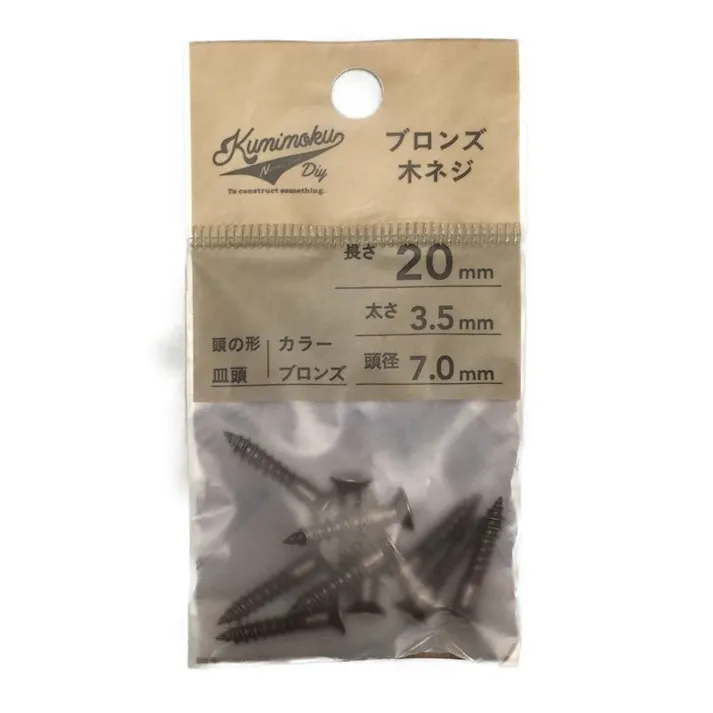 Kumimoku
Diy
To construct something.
ブロンズ
木ネジ
長さ 20mm
太さ 3.5mm
頭の形 カラー
皿頭 ブロンズ
頭径 7.0mm